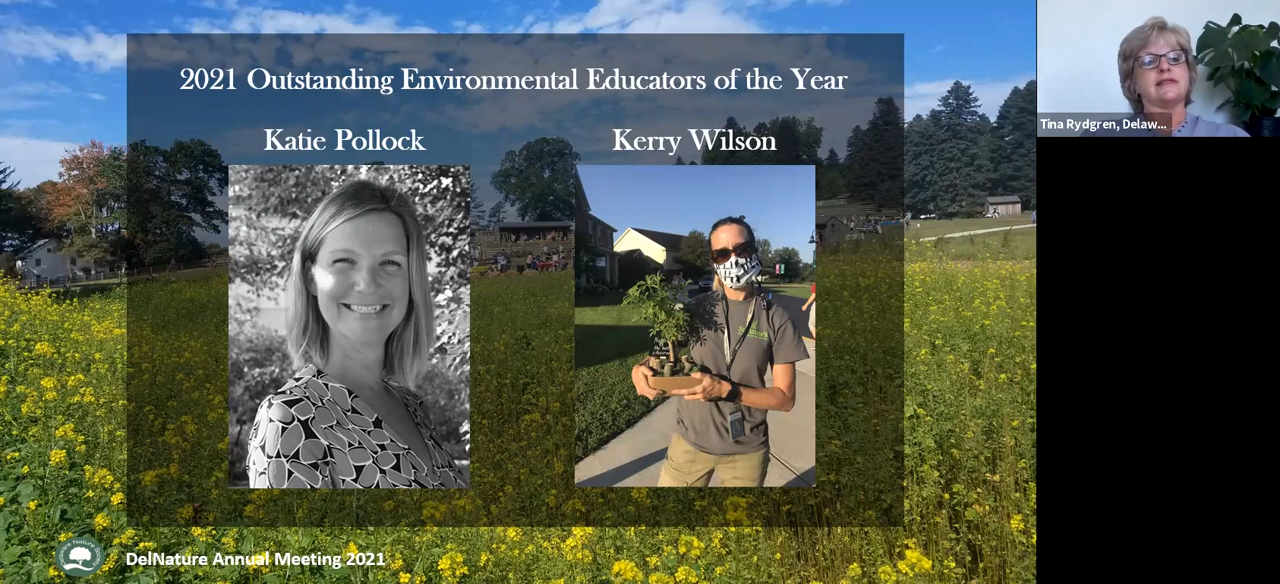 2021 Outstanding Environmental Educators of the Year
Katie Pollock
Kerry Wilson
Tina Rydgren, Delaw...
DelNature Annual Meeting 2021